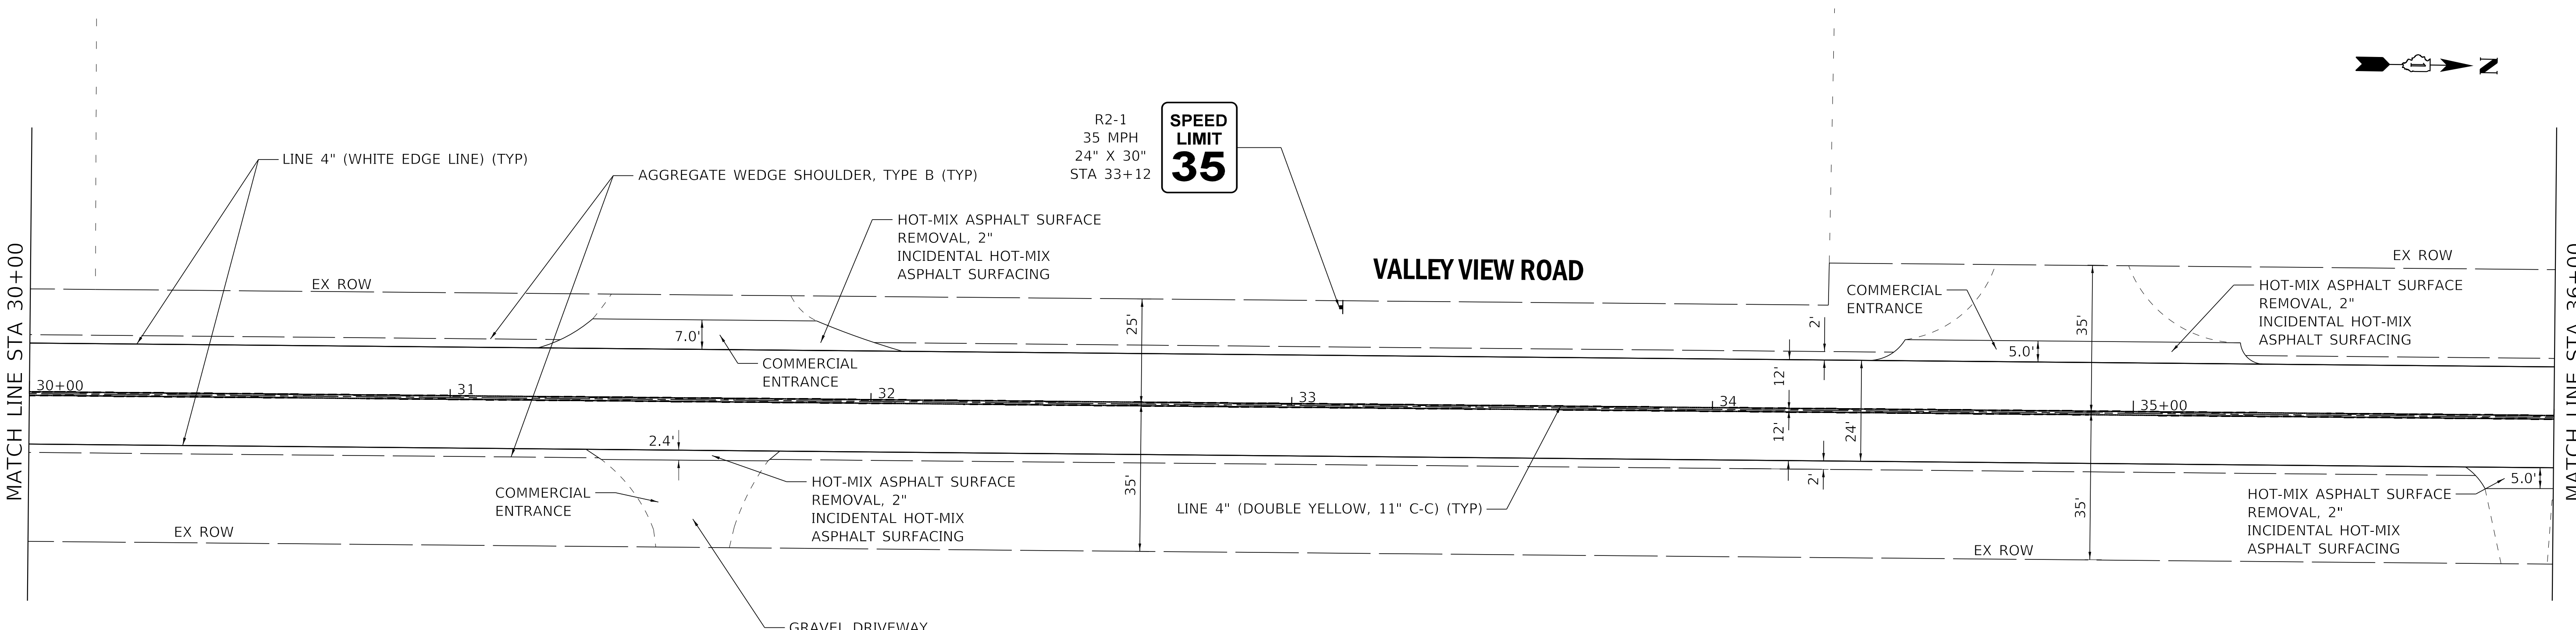 N
R2-1
35 MPH
24" X 30"
STA 33+12
SPEED
LIMIT
35
LINE 4" (WHITE EDGE LINE) (TYP)
AGGREGATE WEDGE SHOULDER, TYPE B (TYP)
HOT-MIX ASPHALT SURFACE
REMOVAL, 2"
INCIDENTAL HOT-MIX
ASPHALT SURFACING
VALLEY VIEW ROAD
EX ROW
EX ROW
COMMERCIAL
ENTRANCE
HOT-MIX ASPHALT SURFACE
REMOVAL, 2"
INCIDENTAL HOT-MIX
ASPHALT SURFACING
MATCH LINE STA 30+00
MATCH LINE STA 36+00
7.0'
25'
2'
35'
5.0'
COMMERCIAL
ENTRANCE
12'
30+00
31
32
33
34
35+00
2.4'
12'
24'
COMMERCIAL
ENTRANCE
HOT-MIX ASPHALT SURFACE
REMOVAL, 2"
INCIDENTAL HOT-MIX
ASPHALT SURFACING
35'
LINE 4" (DOUBLE YELLOW, 11" C-C) (TYP)
2'
35'
5.0'
HOT-MIX ASPHALT SURFACE
REMOVAL, 2"
INCIDENTAL HOT-MIX
ASPHALT SURFACING
EX ROW
EX ROW
GRAVEL DRIVEWAY